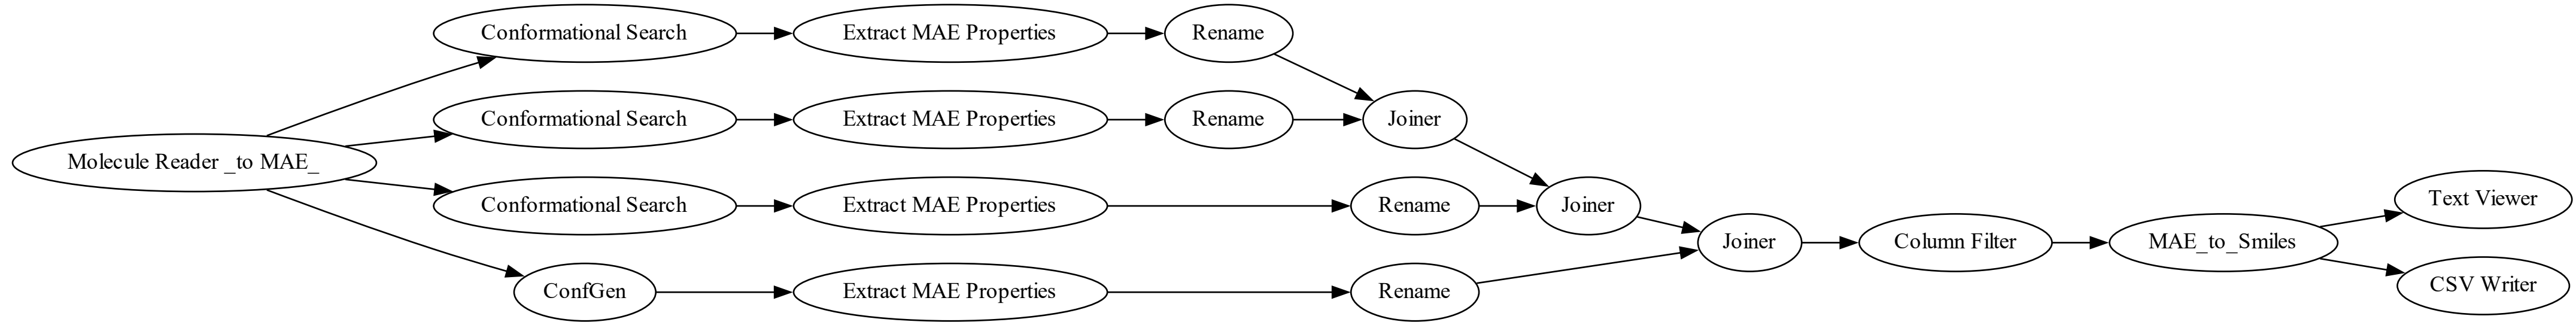 Molecule Reader _to MAE_
Conformational Search
Extract MAE Properties
Rename
Conformational Search
Extract MAE Properties
Rename
Joiner
Conformational Search
Extract MAE Properties
Rename
Joiner
ConfGen
Extract MAE Properties
Rename
Joiner
Column Filter
MAE_to_Smiles
Text Viewer
CSV Writer